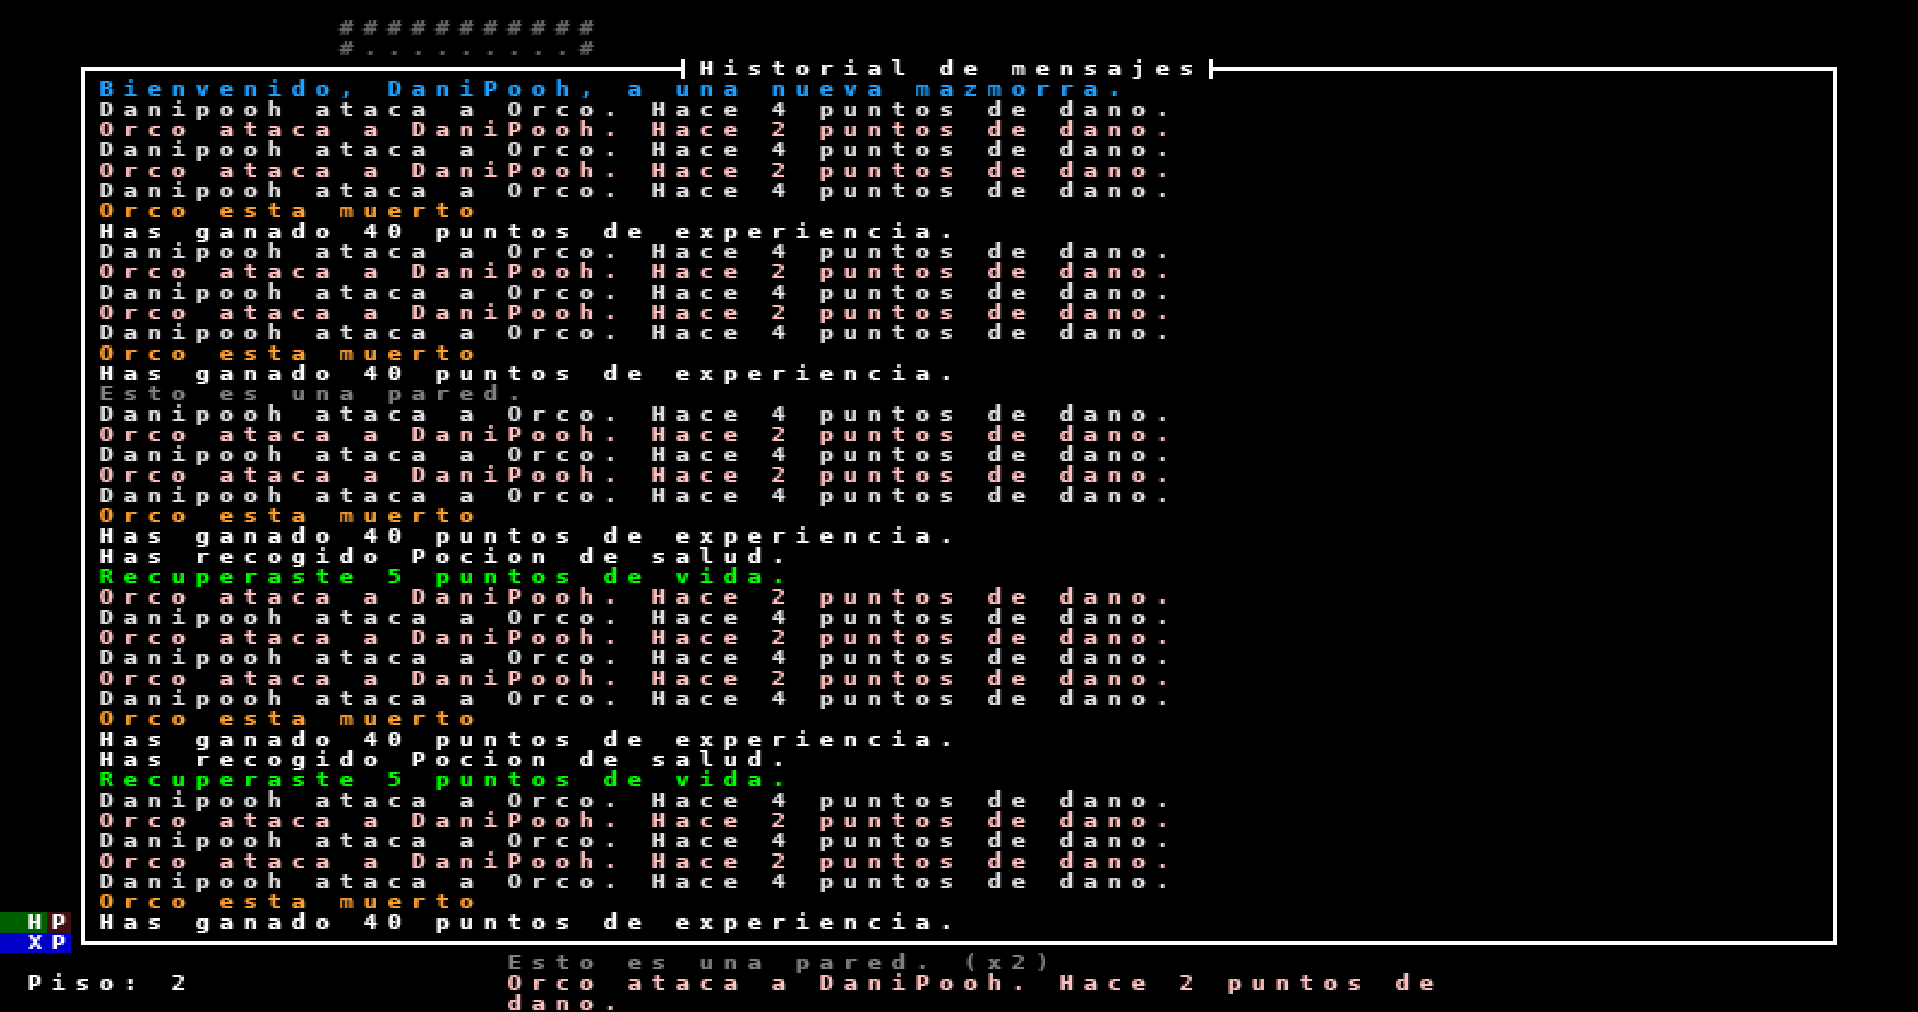 ###########
#.........#
Historial de mensajes
Bienvenido, DaniPooh, a una nueva mazmorra.
Danipooh ataca a Orco. Hace 4 puntos de dano.
Orco ataca a DaniPooh. Hace 2 puntos de dano.
Danipooh ataca a Orco. Hace 4 puntos de dano.
Orco ataca a DaniPooh. Hace 2 puntos de dano.
Danipooh ataca a Orco. Hace 4 puntos de dano.
Orco esta muerto
Has ganado 40 puntos de experiencia.
Danipooh ataca a Orco. Hace 4 puntos de dano.
Orco ataca a DaniPooh. Hace 2 puntos de dano.
Danipooh ataca a Orco. Hace 4 puntos de dano.
Orco ataca a DaniPooh. Hace 2 puntos de dano.
Danipooh ataca a Orco. Hace 4 puntos de dano.
Orco esta muerto
Has ganado 40 puntos de experiencia.
Esto es una pared.
Danipooh ataca a Orco. Hace 4 puntos de dano.
Orco ataca a DaniPooh. Hace 2 puntos de dano.
Danipooh ataca a Orco. Hace 4 puntos de dano.
Orco ataca a DaniPooh. Hace 2 puntos de dano.
Danipooh ataca a Orco. Hace 4 puntos de dano.
Orco esta muerto
Has ganado 40 puntos de experiencia.
Has recogido Pocion de salud.
Recuperaste 5 puntos de vida.
Orco ataca a DaniPooh. Hace 2 puntos de dano.
Danipooh ataca a Orco. Hace 4 puntos de dano.
Orco ataca a DaniPooh. Hace 2 puntos de dano.
Danipooh ataca a Orco. Hace 4 puntos de dano.
Orco ataca a DaniPooh. Hace 2 puntos de dano.
Danipooh ataca a Orco. Hace 4 puntos de dano.
Orco esta muerto
Has ganado 40 puntos de experiencia.
Has recogido Pocion de salud.
Recuperaste 5 puntos de vida.
Danipooh ataca a Orco. Hace 4 puntos de dano.
Orco ataca a DaniPooh. Hace 2 puntos de dano.
Danipooh ataca a Orco. Hace 4 puntos de dano.
Orco ataca a DaniPooh. Hace 2 puntos de dano.
Danipooh ataca a Orco. Hace 4 puntos de dano.
Orco esta muerto
Has ganado 40 puntos de experiencia.
HP
XP
Piso: 2
Esto es una pared. (x2)
Orco ataca a DaniPooh. Hace 2 puntos de
dano.